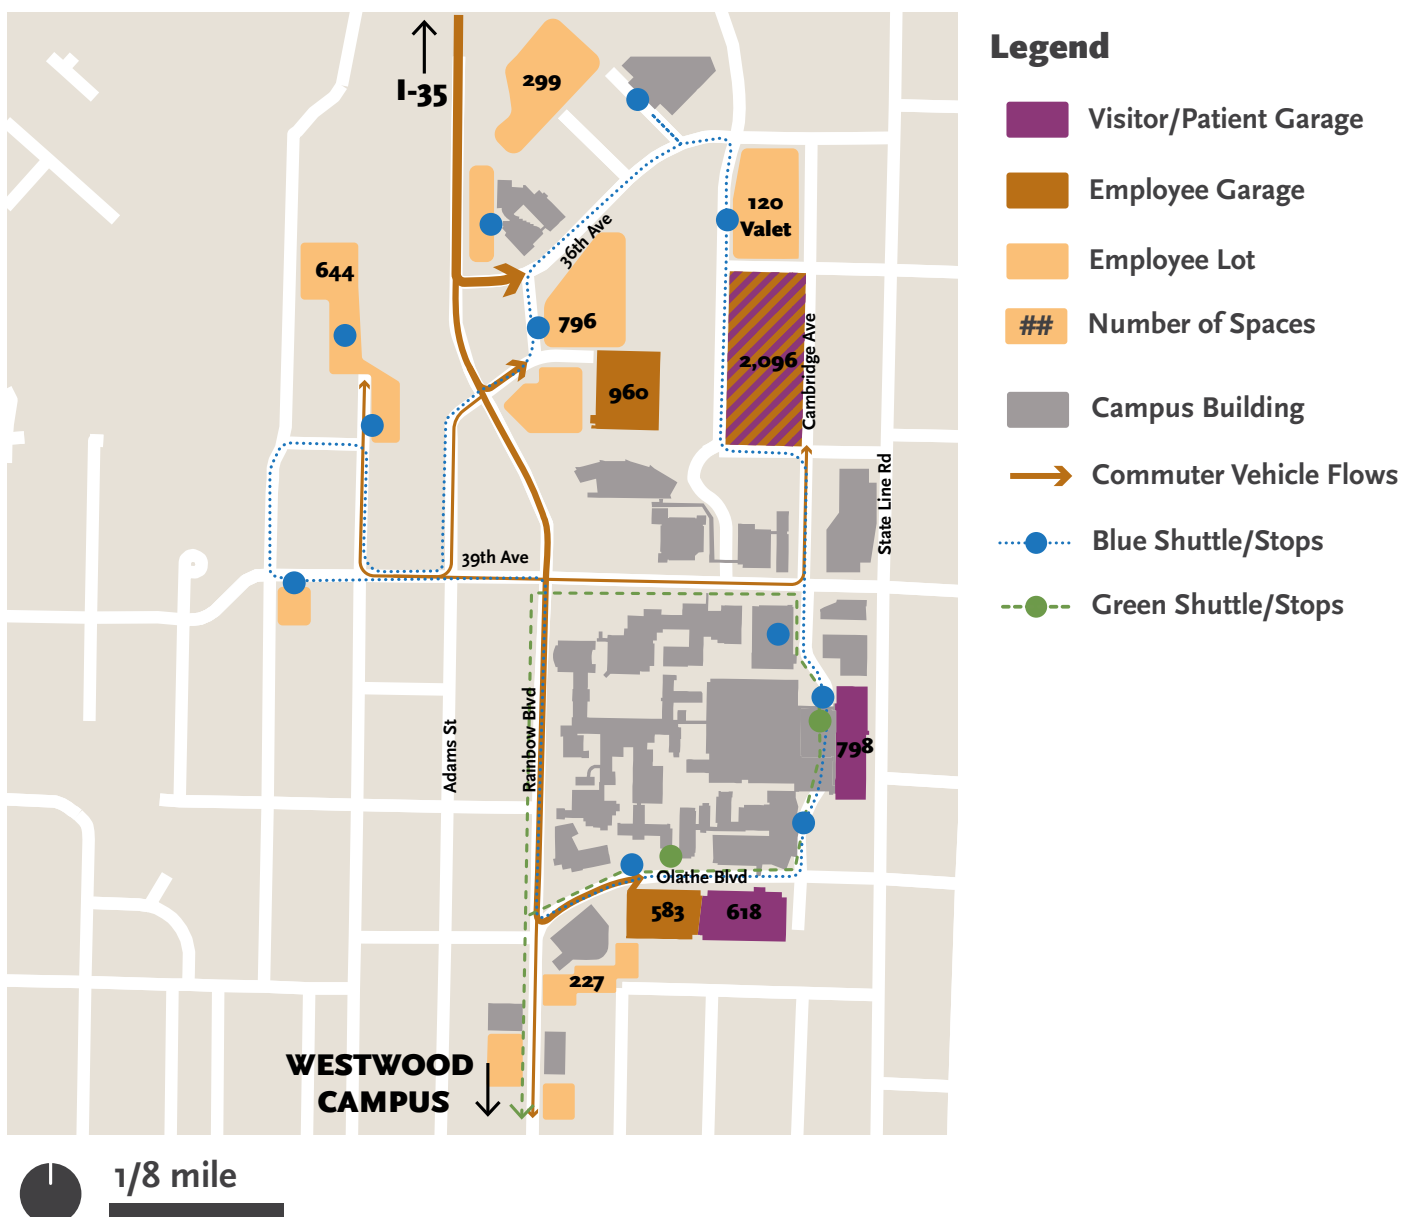 I-35
299
120
Valet
36th Ave
644
796
2,096
Cambridge Ave
960
State Line Rd
39th Ave
Adams St
Rainbow Blvd
798
Olathe Blvd
583
618
227
WESTWOOD
CAMPUS
1/8 mile
Legend
Visitor/Patient Garage
Employee Garage
Employee Lot
## Number of Spaces
Campus Building
Commuter Vehicle Flows
Blue Shuttle/Stops
Green Shuttle/Stops